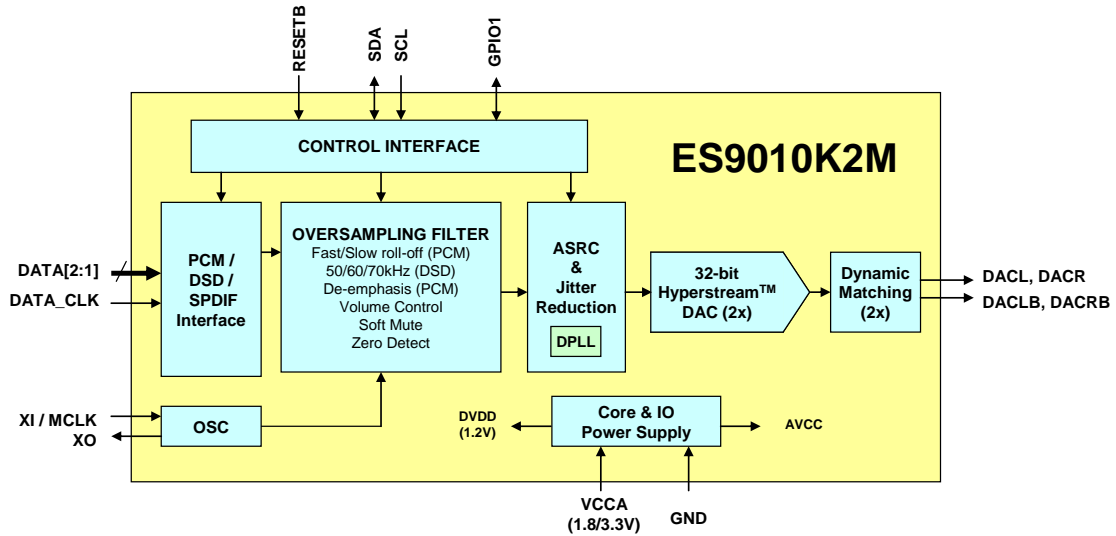 RESETB
SDA
SCL
GPIO1
CONTROL INTERFACE
ES9010K2M
DATA[2:1]
DATA_CLK
PCM /
DSD /
SPDIF
Interface
OVERSAMPLING FILTER
Fast/Slow roll-off (PCM)
50/60/70kHz (DSD)
De-emphasis (PCM)
Volume Control
Soft Mute
Zero Detect
ASRC
&
Jitter
Reduction
DPLL
32-bit
Hyperstream™
DAC (2x)
Dynamic
Matching
(2x)
DACL, DACR
DACLB, DACRB
XI / MCLK
XO
OSC
DVDD
(1.2V)
Core & IO
Power Supply
AVCC
VCCA
(1.8/3.3V)
GND